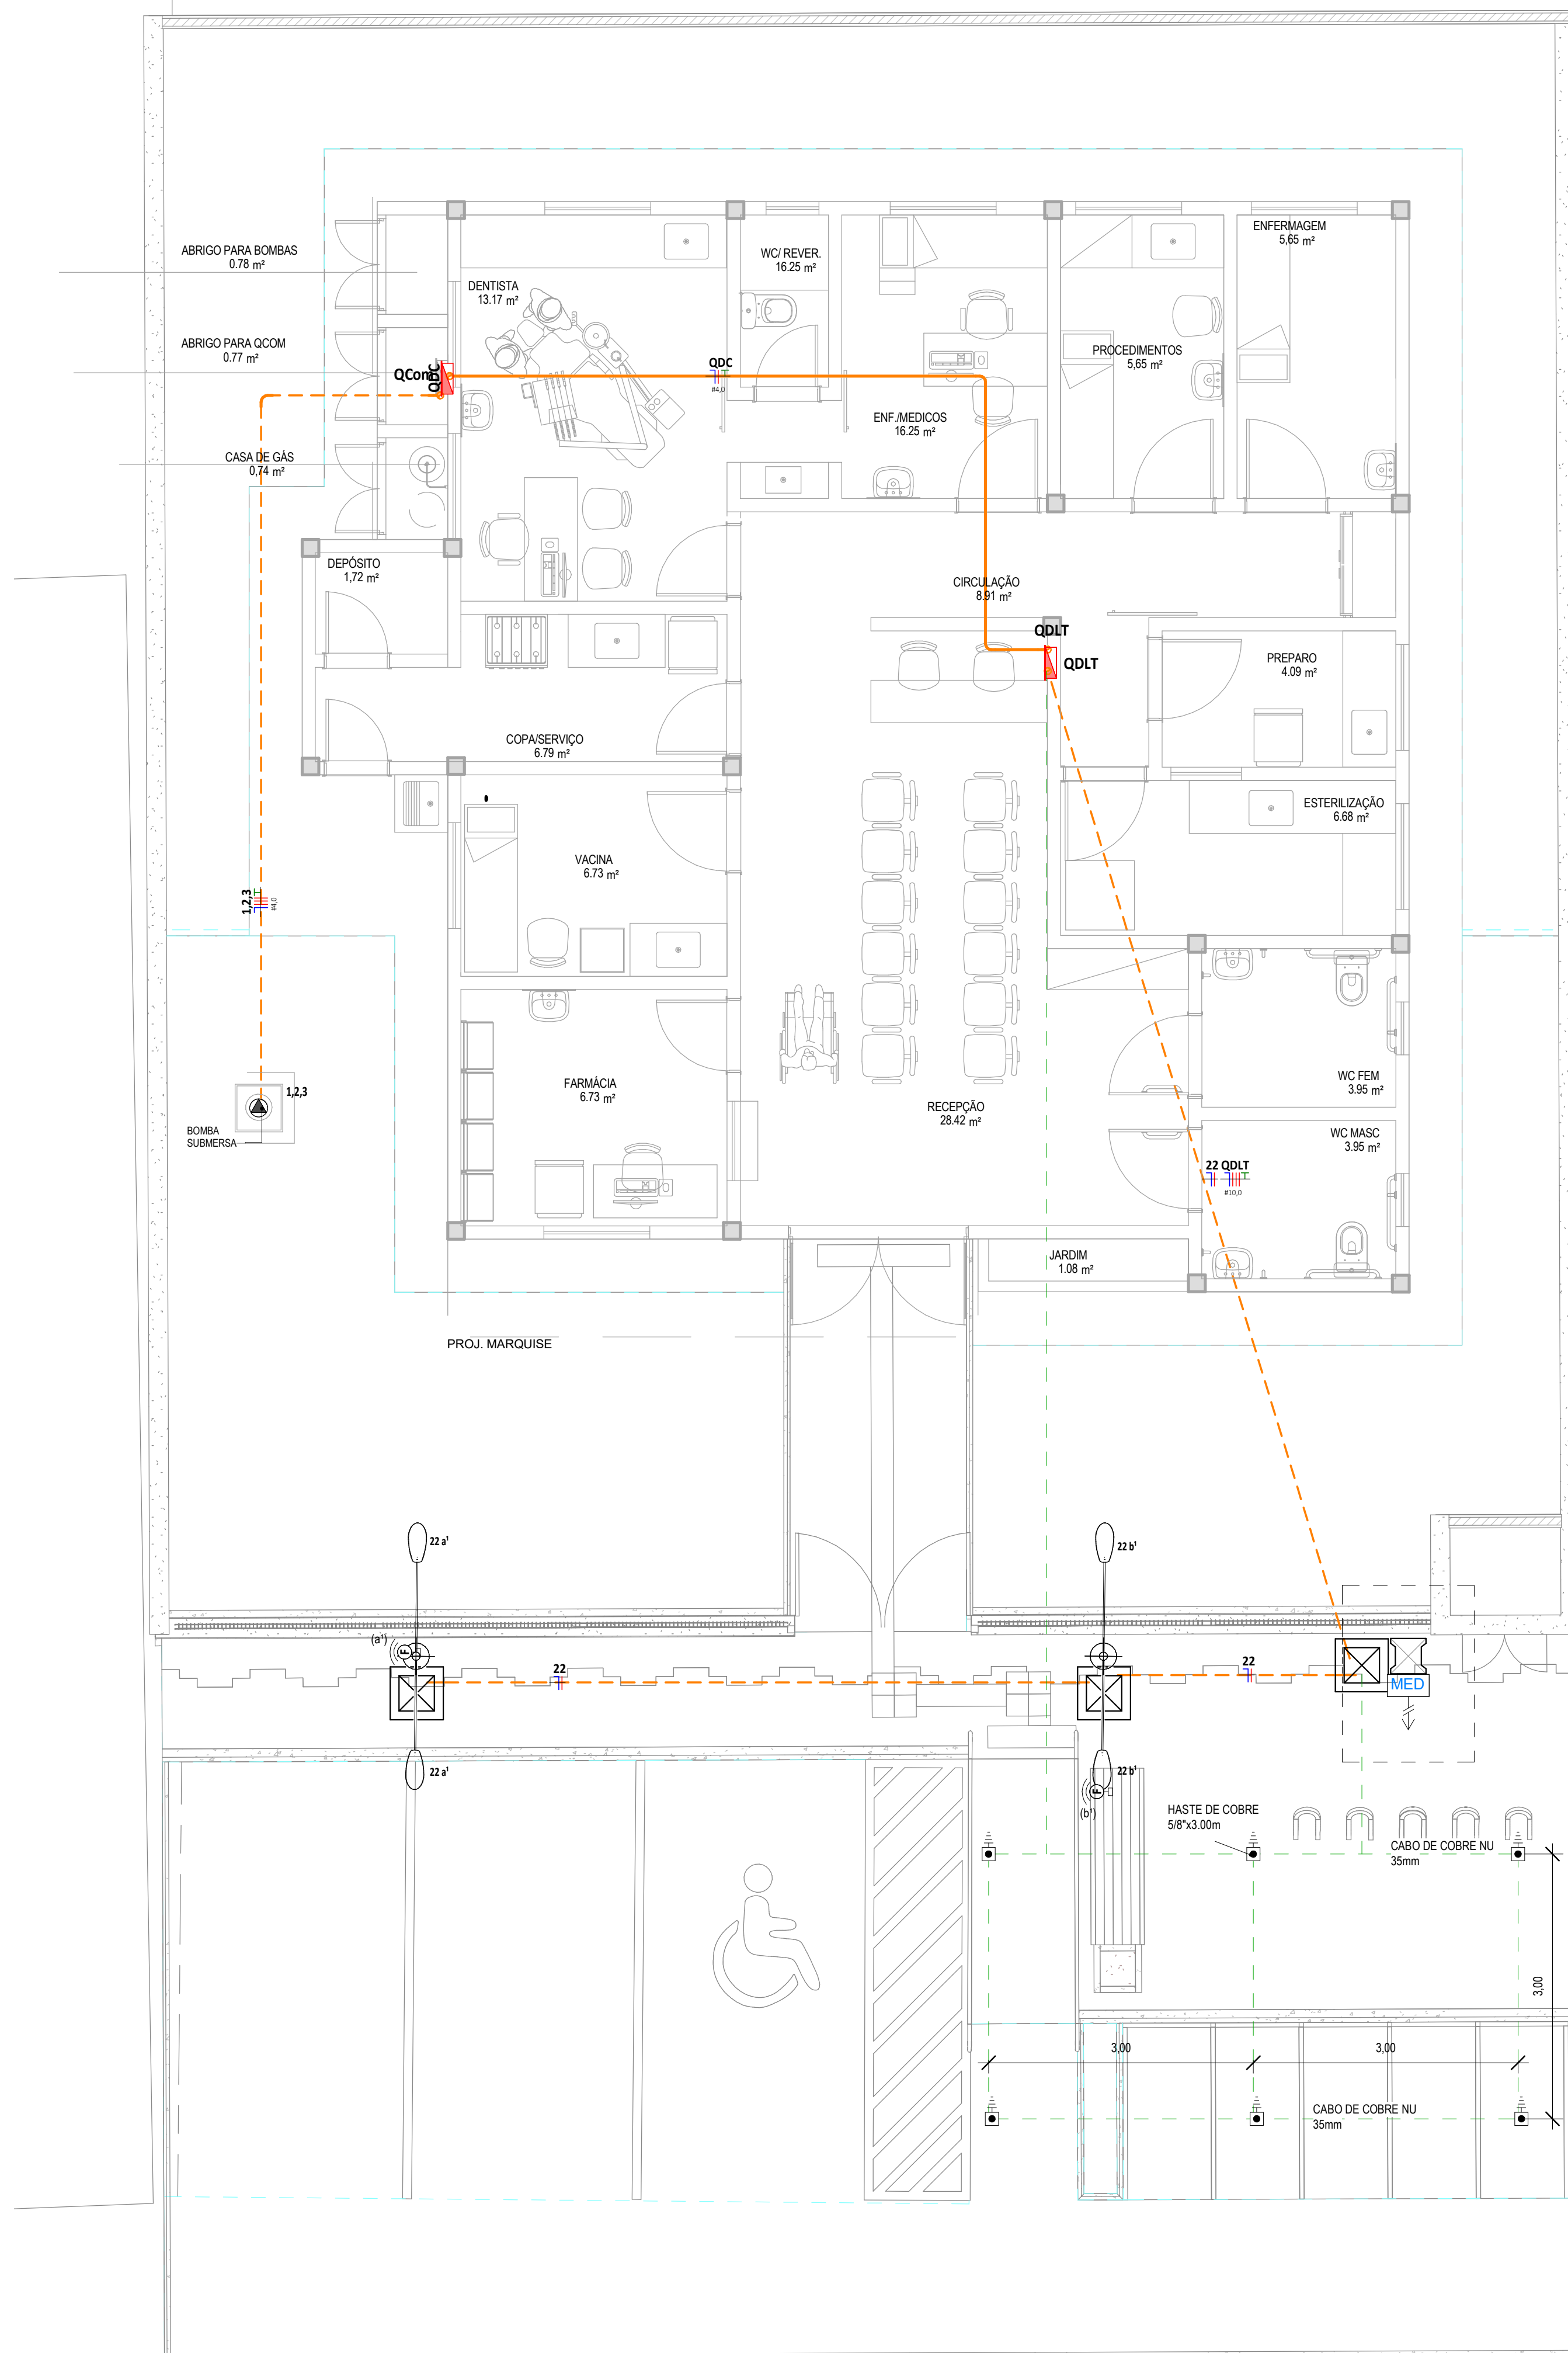 ENFERMAGEM
5,65 m²
ABRIGO PARA BOMBAS
0.78 m²
WC/ REVER.
16.25 m²
DENTISTA
13.17 m²
ABRIGO PARA QCOM
0.77 m²
PROCEDIMENTOS
5,65 m²
QDC
#4,0
QCom
QDC
ENF./MEDICOS
16.25 m²
CASA DE GÁS
0,74 m²
DEPÓSITO
1,72 m²
CIRCULAÇÃO
8.91 m²
QDLT
QDLT
PREPARO
4.09 m²
COPA/SERVIÇO
6.79 m²
ESTERILIZAÇÃO
6.68 m²
VACINA
6.73 m²
1,2,3
#4,0
WC FEM
3.95 m²
FARMÁCIA
6.73 m²
1,2,3
RECEPÇÃO
28.42 m²
BOMBA
SUBMERSA
WC MASC
3.95 m²
22 QDLT
#10,0
JARDIM
1.08 m²
PROJ. MARQUISE
22 a¹
22 b¹
(a¹)
F
22
22
MED
22 a¹
22 b¹
F
(b¹)
HASTE DE COBRE
5/8"x3.00m
CABO DE COBRE NU
35mm
3,00
3,00
3,00
CABO DE COBRE NU
35mm